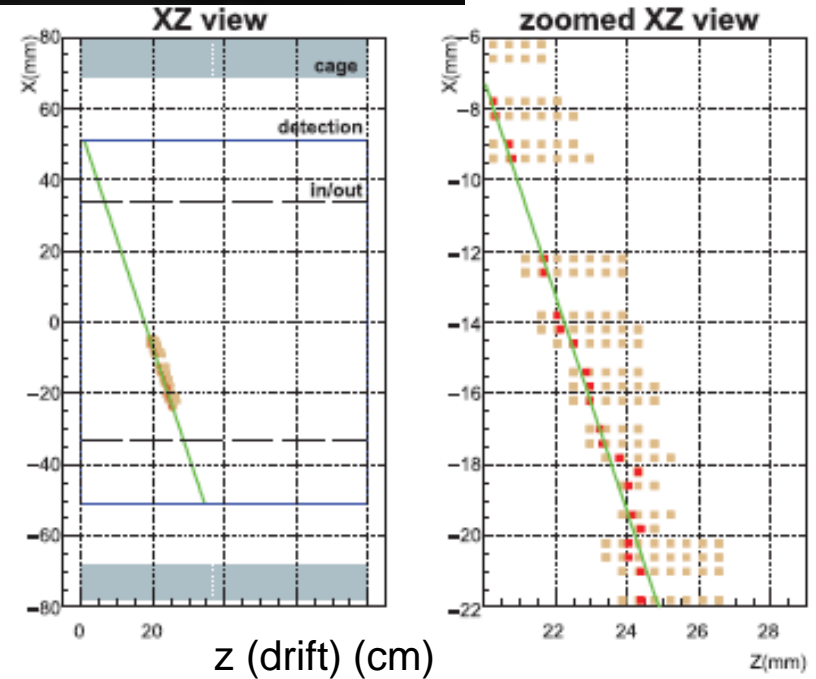 XZ view
X(mm)
80
60
40
20
0
−20
−40
−60
−80
cage
detection
in/out
0 20
z (drift) (cm)
zoomed XZ view
X(mm)
−6
−8
−10
−12
−14
−16
−18
−20
−22
22 24 26 28
Z(mm)